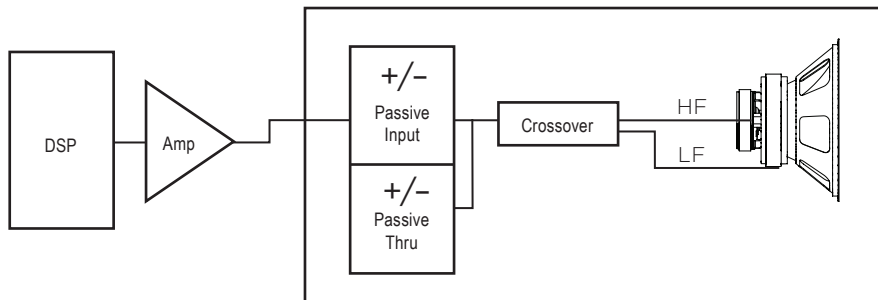 DSP
Amp
+/–
Passive
Input
+/–
Passive
Thru
Crossover
HF
LF